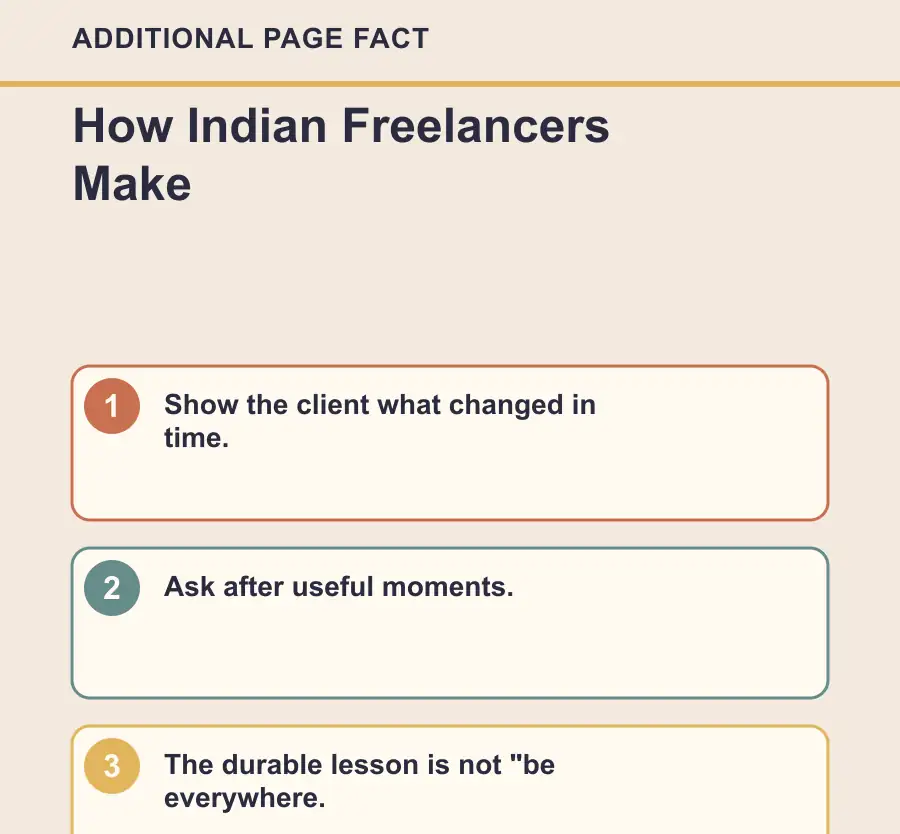 ADDITIONAL PAGE FACT
How Indian Freelancers
Make
1
Show the client what changed in
time.
2
Ask after useful moments.
3
The durable lesson is not "be
everywhere.